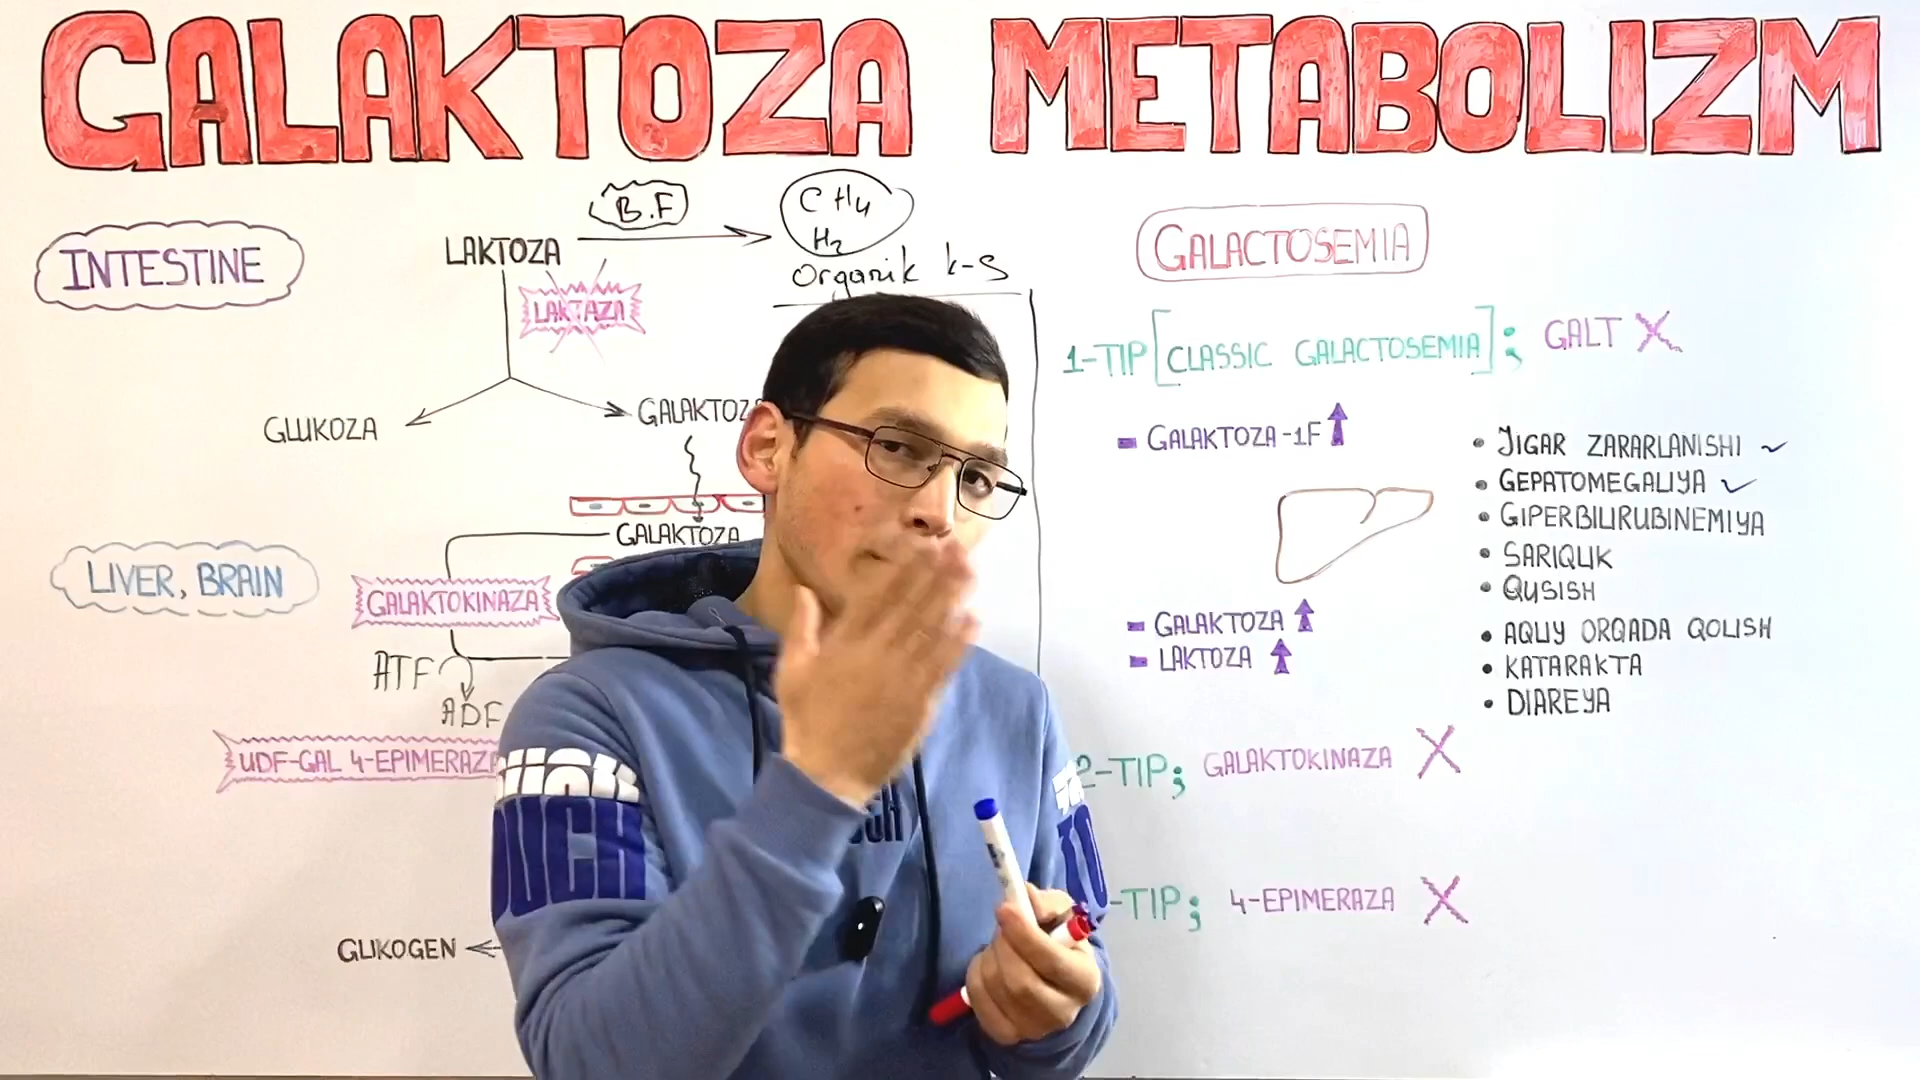 GALAKTOZA METABOLIZM
INTESTINE
B.F
CH4
H2
Organik k-s
LAKTOZA
LAKTAZA
GLUKOZA
GALAKTOZ
GALAKTOZA
LIVER, BRAIN
GALAKTOKINAZA
ATF
ADF
UDF-GAL 4-EPIMERAZA
GLIKOGEN
GALACTOSEMIA
1-TIP [CLASSIC GALACTOSEMIA]; GALT X
- GALAKTOZA-1F ↑
• JIGAR ZARARLANISHI ✓
• GEPATOMEGALIYA ✓
• GIPERBILIRUBINEMIYA
• SARIQLIK
• QUSISH
• AQLIY ORQADA QOLISH
• KATARAKTA
• DIAREYA
- GALAKTOZA ↑
- LAKTOZA ↑
2-TIP; GALAKTOKINAZA X
-TIP; 4-EPIMERAZA X